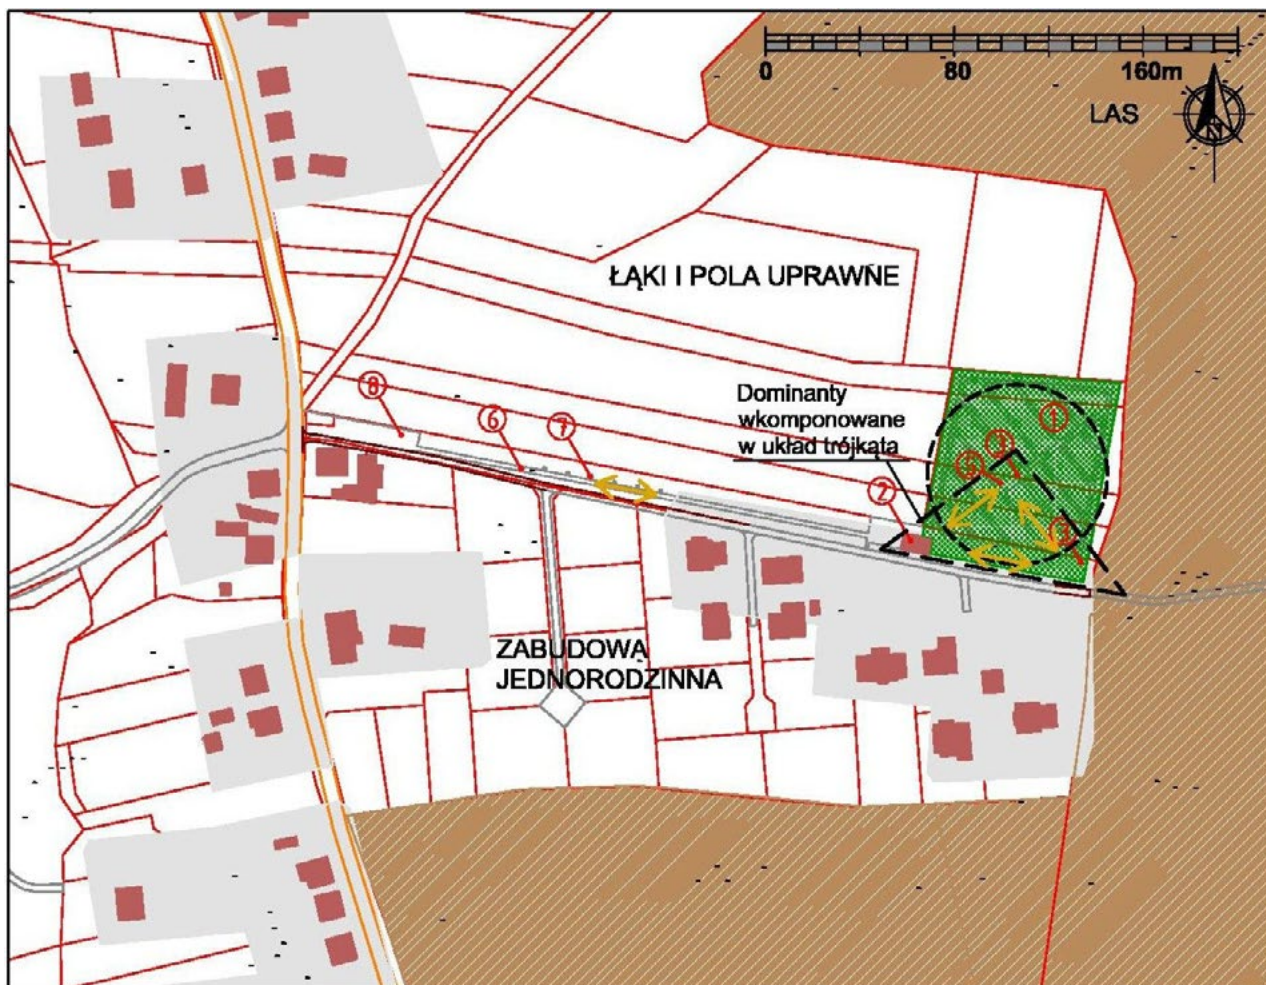 0 80 160m
LAS
N
ŁĄKI I POLA UPRAWNE
Dominanty
wkomponowane
w układ trójkąta
8
6
7
1
2
ZABUDOWA
JEDNORODZINNA